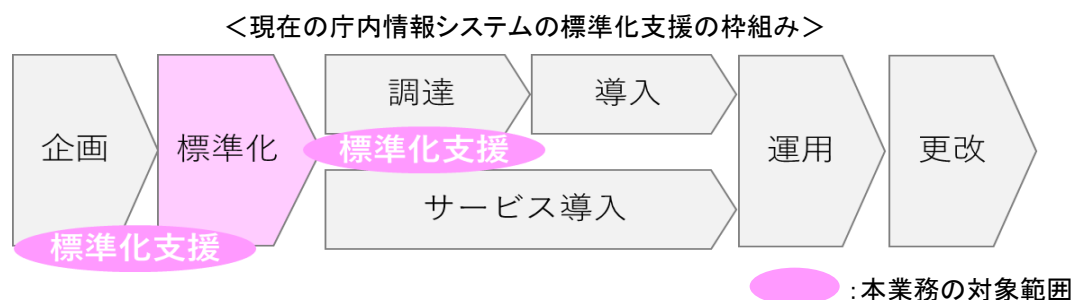 ＜現在の庁内情報システムの標準化支援の枠組み＞
企画
標準化
調達
導入
標準化支援
サービス導入
運用
更改
標準化支援
：本業務の対象範囲